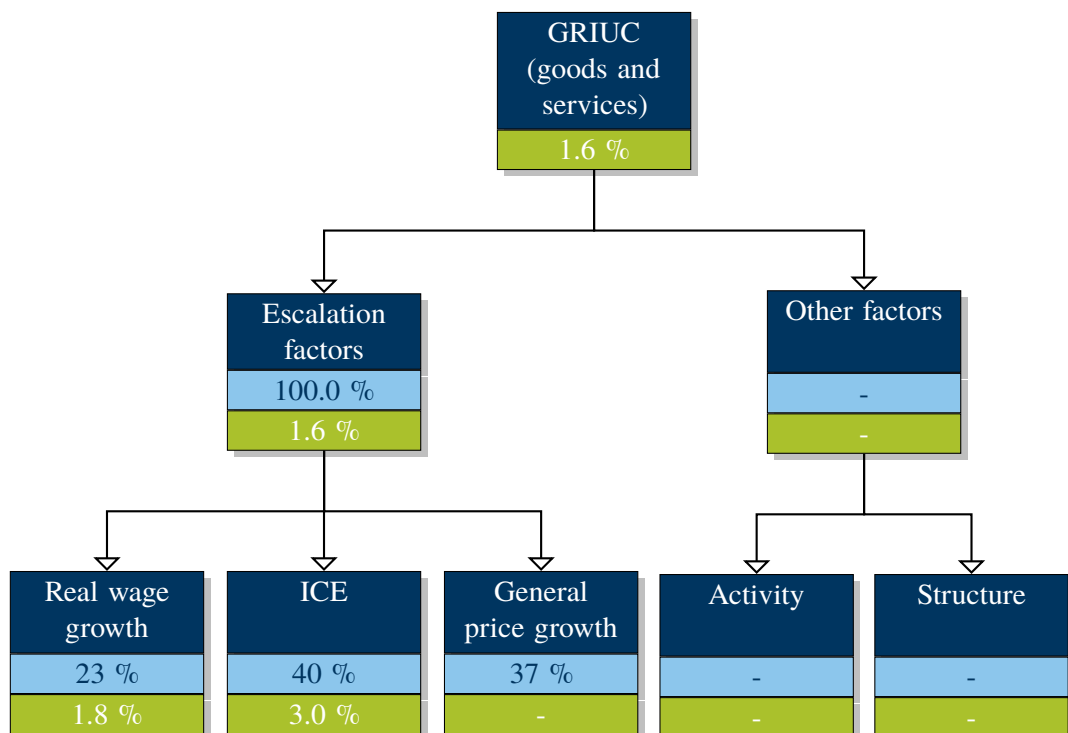 GRIUC
(goods and
services)
1.6 %
Escalation
factors
100.0 %
1.6 %
Other factors
-
-
Real wage
growth
23 %
1.8 %
ICE
40 %
3.0 %
General
price growth
37 %
-
Activity
-
-
Structure
-
-